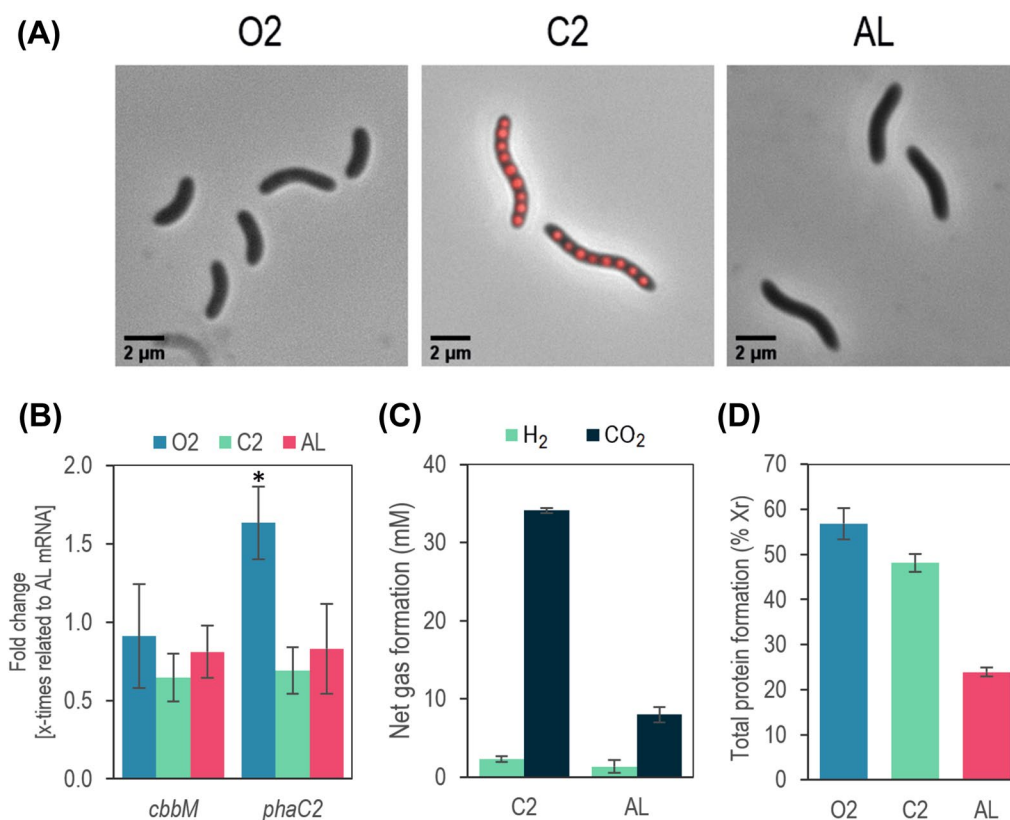 (A)
O2
C2
AL
2 µm
2 µm
2 µm
(B)
O2 C2 AL
Fold change
[x-times related to AL mRNA]
2.0
1.5
1.0
0.5
0.0
*
cbbM phaC2
(C)
H₂ CO₂
Net gas formation (mM)
40
30
20
10
0
C2 AL
(D)
Total protein formation (% Xr)
70
60
50
40
30
20
10
0
O2 C2 AL